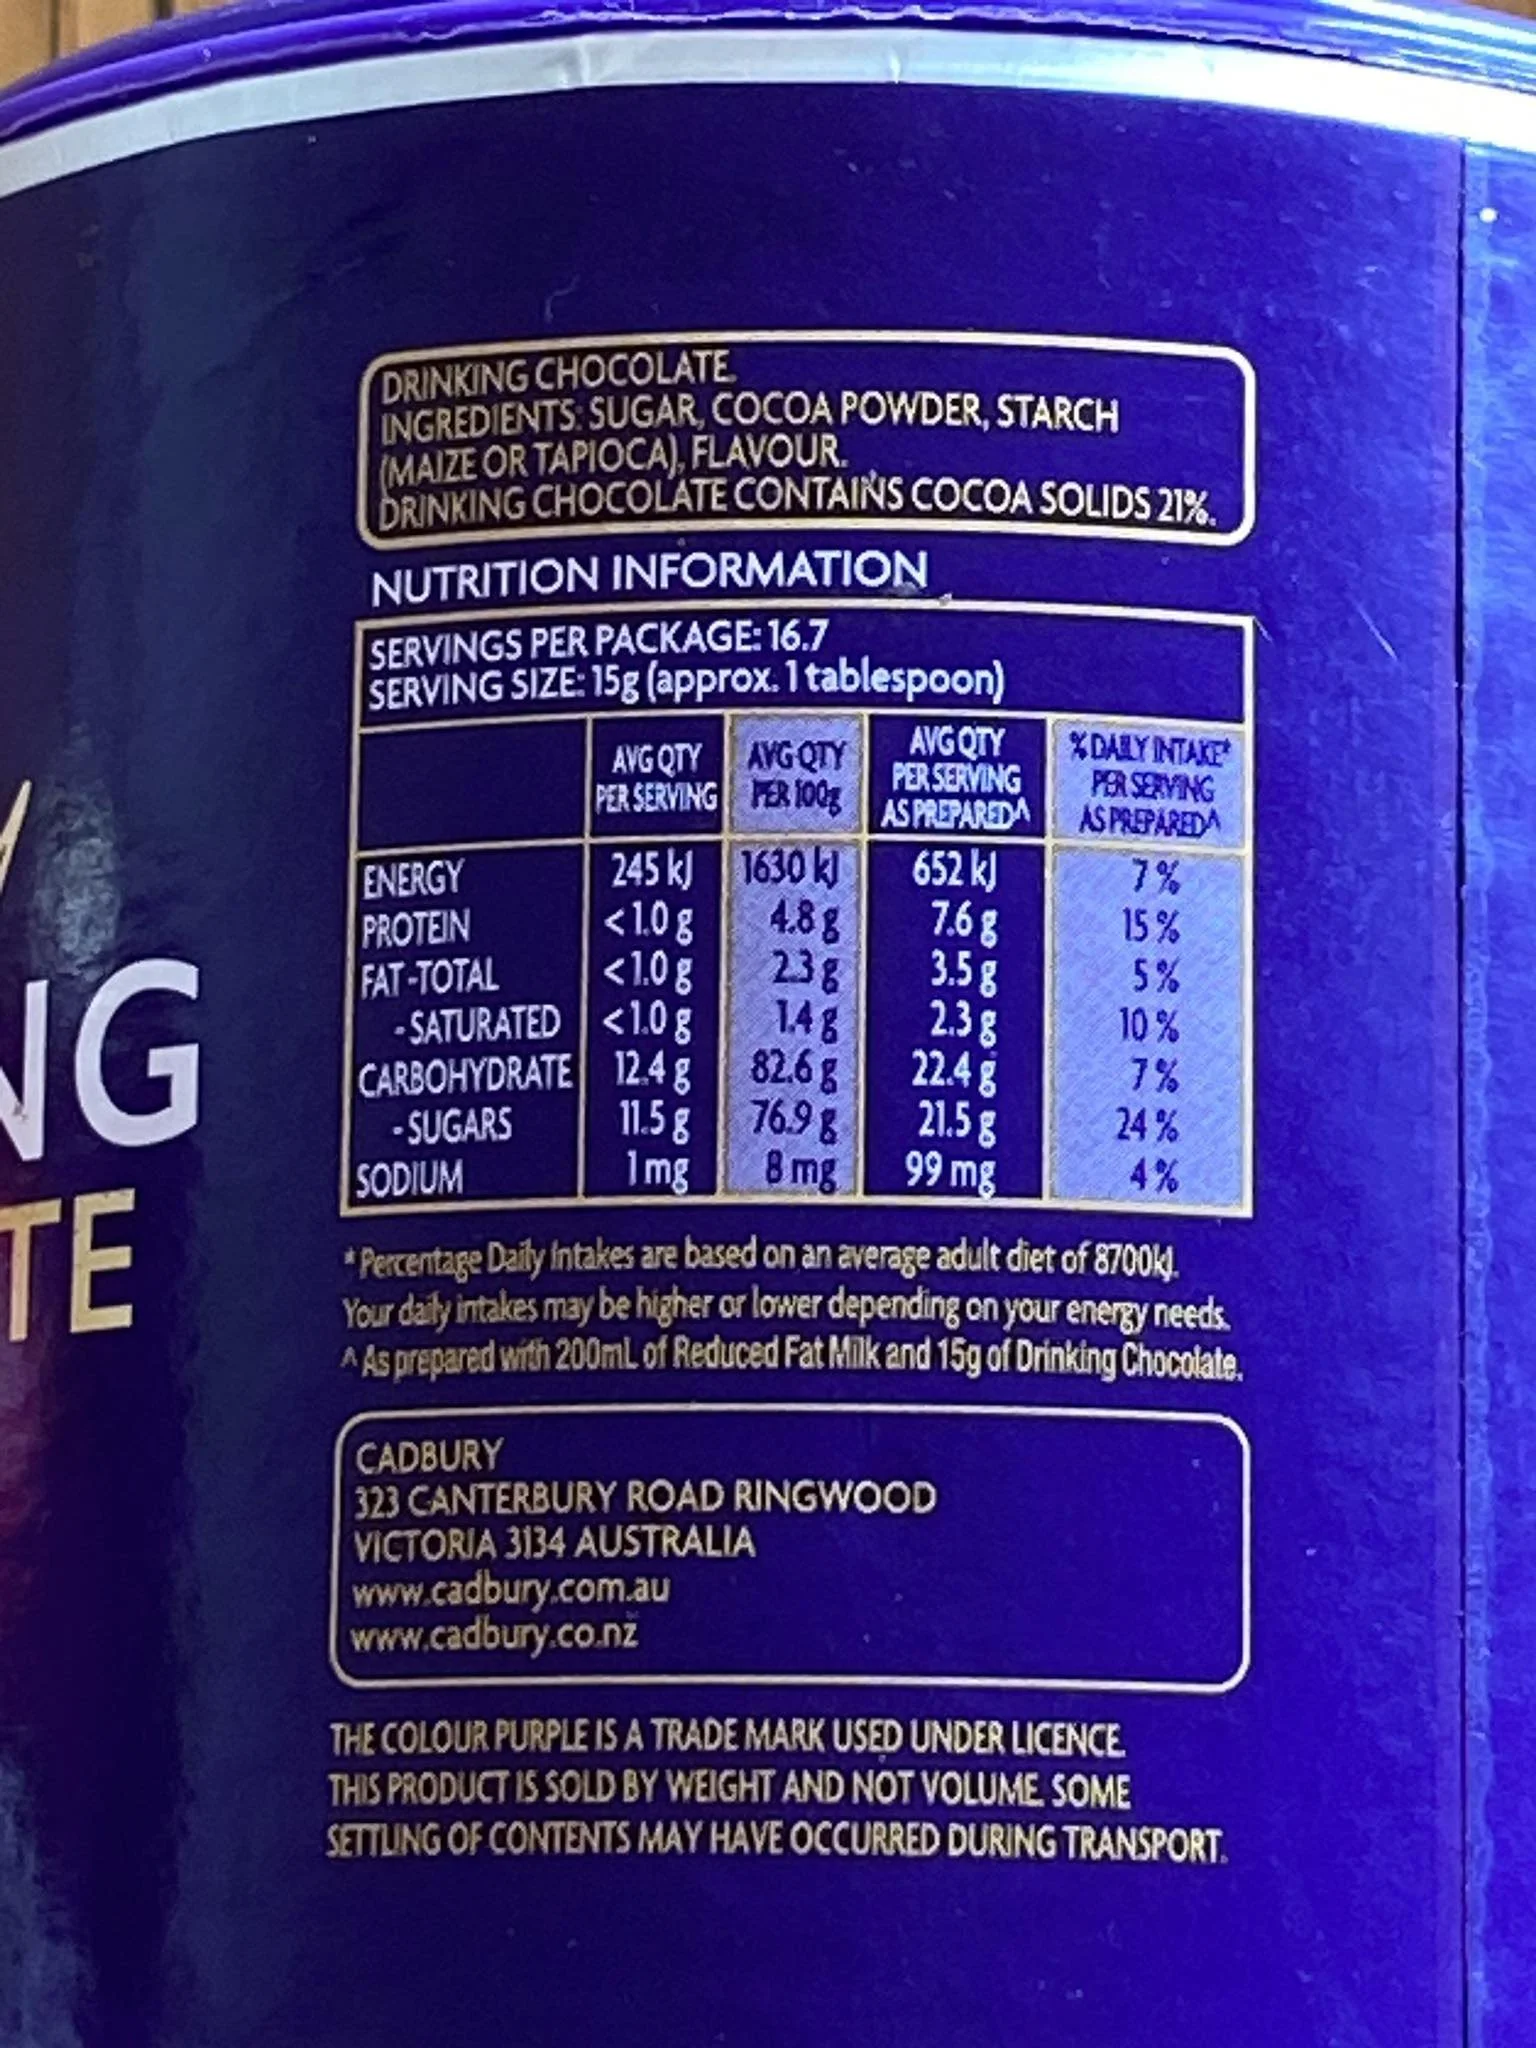 NG
TE
DRINKING CHOCOLATE.
INGREDIENTS: SUGAR, COCOA POWDER, STARCH
(MAIZE OR TAPIOCA), FLAVOUR.
DRINKING CHOCOLATE CONTAINS COCOA SOLIDS 21%.
NUTRITION INFORMATION
SERVINGS PER PACKAGE: 16.7
SERVING SIZE: 15g (approx. 1 tablespoon)
AVG QTY PER SERVING AVG QTY PER 100g AVG QTY PER SERVING AS PREPARED^ % DAILY INTAKE* PER SERVING AS PREPARED^
ENERGY 245 kJ 1630 kJ 652 kJ 7 %
PROTEIN <1.0 g 4.8 g 7.6 g 15 %
FAT -TOTAL <1.0 g 2.3 g 3.5 g 5 %
- SATURATED <1.0 g 1.4 g 2.3 g 10 %
CARBOHYDRATE 12.4 g 82.6 g 22.4 g 7 %
- SUGARS 11.5 g 76.9 g 21.5 g 24 %
SODIUM 1 mg 8 mg 99 mg 4 %
* Percentage Daily Intakes are based on an average adult diet of 8700kJ.
Your daily intakes may be higher or lower depending on your energy needs.
^ As prepared with 200mL of Reduced Fat Milk and 15g of Drinking Chocolate.
CADBURY
323 CANTERBURY ROAD RINGWOOD
VICTORIA 3134 AUSTRALIA
www.cadbury.com.au
www.cadbury.co.nz
THE COLOUR PURPLE IS A TRADE MARK USED UNDER LICENCE.
THIS PRODUCT IS SOLD BY WEIGHT AND NOT VOLUME. SOME
SETTLING OF CONTENTS MAY HAVE OCCURRED DURING TRANSPORT.